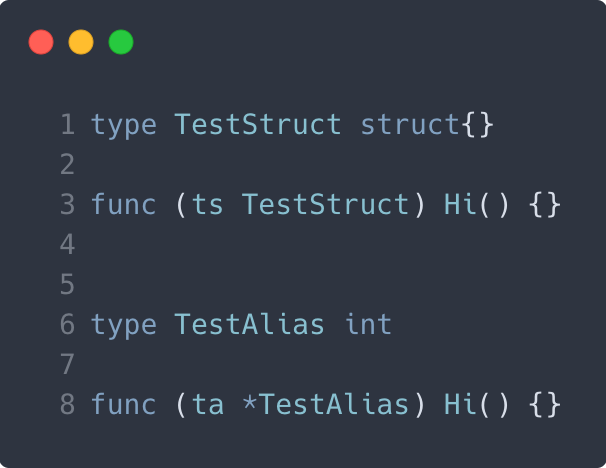 1 type TestStruct struct{}
2
3 func (ts TestStruct) Hi() {}
4
5
6 type TestAlias int
7
8 func (ta *TestAlias) Hi() {}